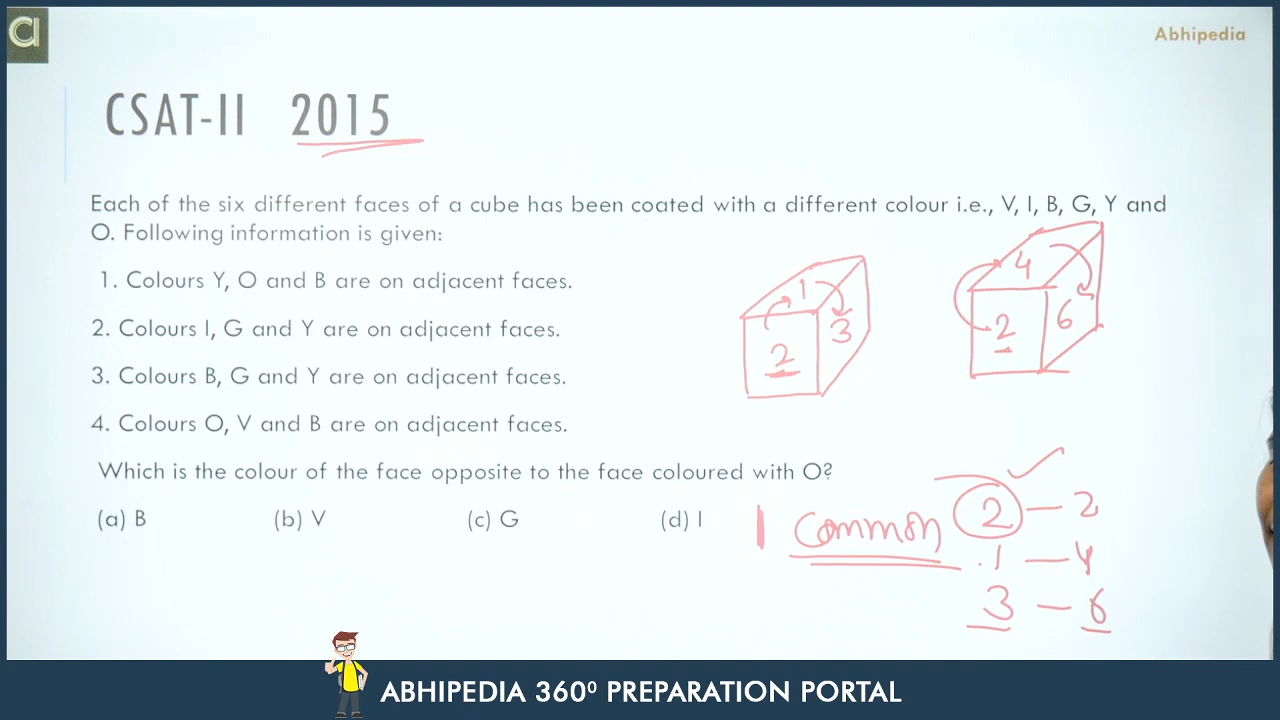 a
Abhipedia
CSAT-II 2015
Each of the six different faces of a cube has been coated with a different colour i.e., V, I, B, G, Y and
O. Following information is given:
1. Colours Y, O and B are on adjacent faces.
2. Colours I, G and Y are on adjacent faces.
3. Colours B, G and Y are on adjacent faces.
4. Colours O, V and B are on adjacent faces.
Which is the colour of the face opposite to the face coloured with O?
(a) B (b) V (c) G (d) I
1
2 3
4
2 6
Common 2 — 2
1 — 4
3 — 6
ABHIPEDIA 360⁰ PREPARATION PORTAL